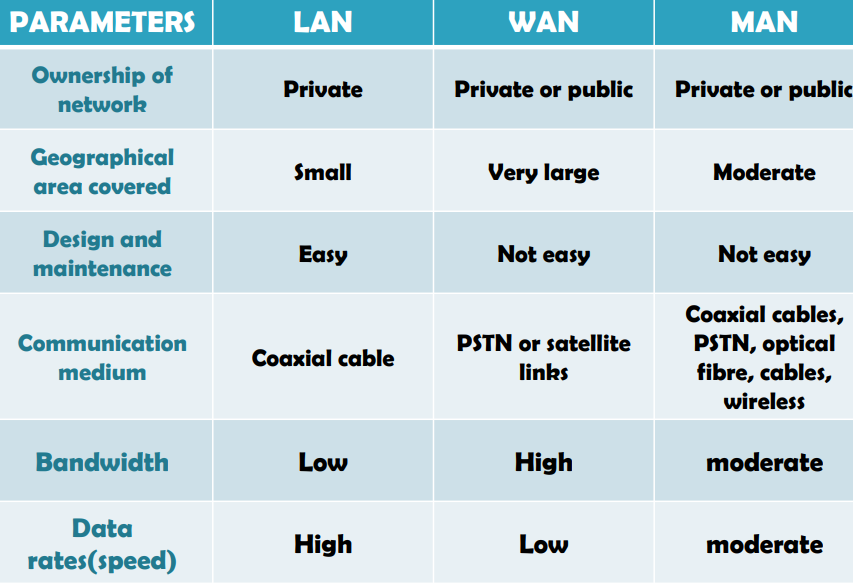 PARAMETERS LAN WAN MAN
Ownership of
network
Private
Private or public
Private or public
Geographical
area covered
Small
Very large
Moderate
Design and
maintenance
Easy
Not easy
Not easy
Communication
medium
Coaxial cable
PSTN or satellite
links
Coaxial cables,
PSTN, optical
fibre, cables,
wireless
Bandwidth
Low
High
moderate
Data
rates(speed)
High
Low
moderate